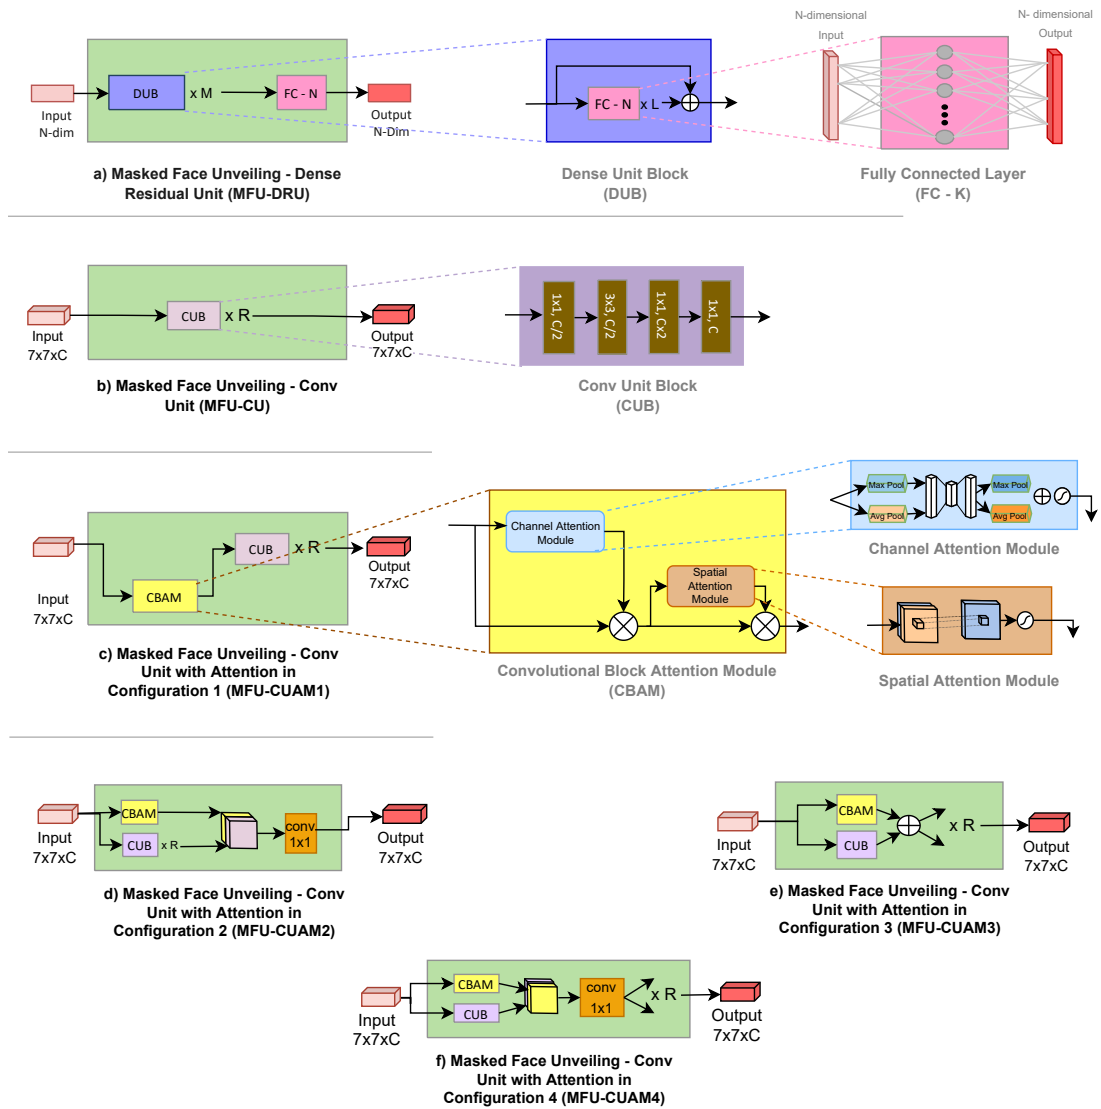 N-dimensional
Input
N- dimensional
Output
DUB
x M
FC - N
Input
N-dim
Output
N-Dim
FC - N
x L
a) Masked Face Unveiling - Dense
Residual Unit (MFU-DRU)
Dense Unit Block
(DUB)
Fully Connected Layer
(FC - K)
CUB
x R
Input
7x7xC
Output
7x7xC
1x1, C/2
3x3, C/2
1x1, Cx2
1x1, C
b) Masked Face Unveiling - Conv
Unit (MFU-CU)
Conv Unit Block
(CUB)
Input
7x7xC
CBAM
CUB
x R
Output
7x7xC
Channel Attention
Module
Spatial
Attention
Module
Max Pool
Avg Pool
Max Pool
Avg Pool
Channel Attention Module
c) Masked Face Unveiling - Conv
Unit with Attention in
Configuration 1 (MFU-CUAM1)
Convolutional Block Attention Module
(CBAM)
Spatial Attention Module
Input
7x7xC
CBAM
CUB
x R
conv
1x1
Output
7x7xC
d) Masked Face Unveiling - Conv
Unit with Attention in
Configuration 2 (MFU-CUAM2)
Input
7x7xC
CBAM
CUB
x R
Output
7x7xC
e) Masked Face Unveiling - Conv
Unit with Attention in
Configuration 3 (MFU-CUAM3)
Input
7x7xC
CBAM
CUB
conv
1x1
x R
Output
7x7xC
f) Masked Face Unveiling - Conv
Unit with Attention in
Configuration 4 (MFU-CUAM4)